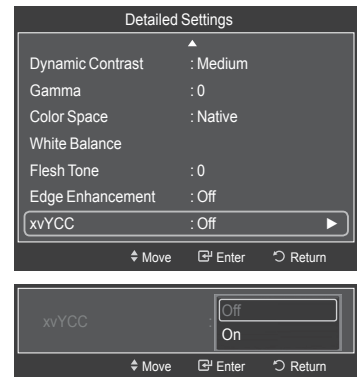 Detailed Settings
Dynamic Contrast : Medium
Gamma : 0
Color Space : Native
White Balance
Flesh Tone : 0
Edge Enhancement : Off
xvYCC : Off
Move Enter Return
xvYCC : Off
On
Move Enter Return